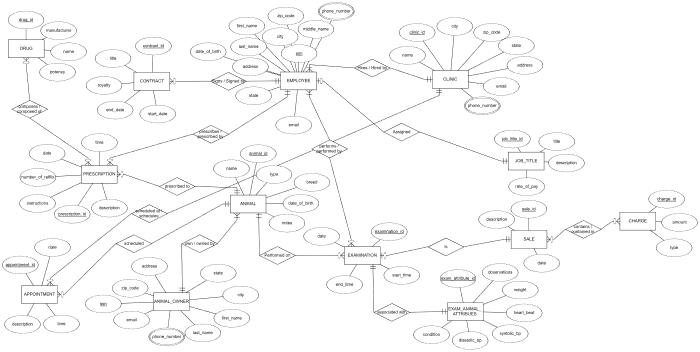 drug_id
manufacturer
DRUG
name
potency
title
contract_id
CONTRACT
royalty
end_date
start_date
zip_code
phone_number
first_name
city
middle_name
last_name
date_of_birth
ssn
address
state
EMPLOYEE
email
signs / Signed by
Hires / Hired by
clinic_id
city
zip_code
name
state
address
CLINIC
email
phone_number
composes /
composed of
prescribes /
prescribed by
performs /
performed by
Assigned
job_title_id
title
JOB_TITLE
description
rate_of_pay
time
date
number_of_refills
PRESCRIPTION
instructions
description
prescription_id
prescribed to
scheduled at /
schedules
scheduled
name
animal_id
type
breed
ANIMAL
date_of_birth
notes
date
appointment_id
APPOINTMENT
description
time
owns / owned by
Performed on
address
state
zip_code
city
ssn
ANIMAL_OWNER
email
first_name
phone_number
last_name
date
examination_id
EXAMINATION
end_time
start_time
is
description
sale_id
SALE
date
contains /
charge_id
CHARGE
amount
type
associated with
exam_attribute_id
observations
weight
EXAM_ANIMAL
ATTRIBUES
heart_beat
condition
systolic_bp
diastolic_bp